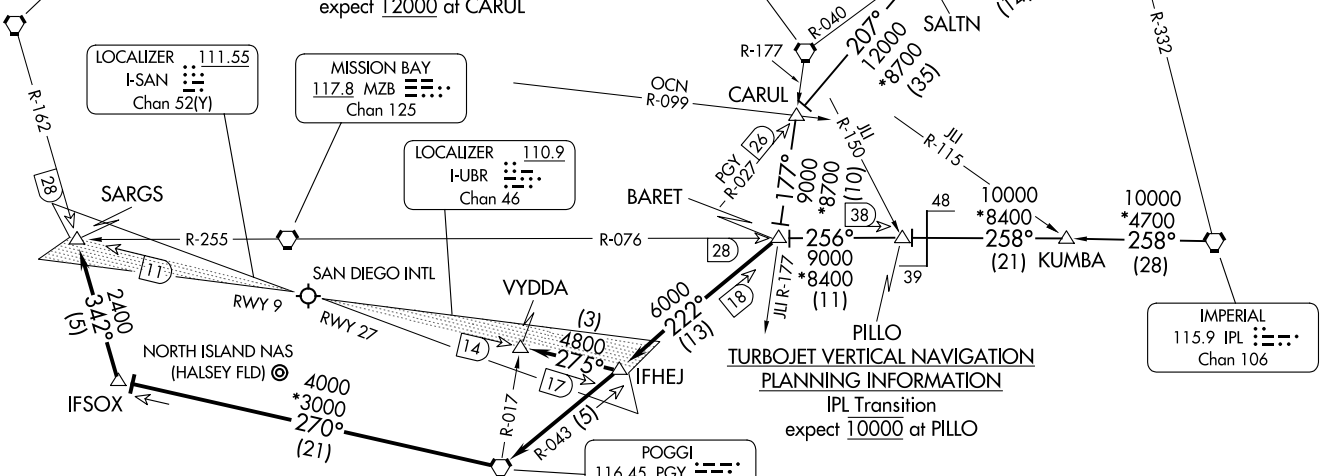 expect 12000 at CARUL
R-177
R-040
207°
12000
*8700
(35)
SALTN
R-332
LOCALIZER 111.55
I-SAN
Chan 52(Y)
MISSION BAY
117.8 MZB
Chan 125
OCN
R-099
CARUL
JLI
R-150
JLI
R-115
R-162
LOCALIZER 110.9
I-UBR
Chan 46
PGY
R-027
26
177°
9000
*8700
(10)
28
SARGS
BARET
38
48
10000
*8400
258°
(21)
KUMBA
10000
*4700
258°
(28)
R-255
R-076
28
256°
9000
*8400
(11)
39
11
SAN DIEGO INTL
RWY 9
RWY 27
VYDDA
JLI R-177
18
6000
222°
(13)
2400
342°
(5)
14
(3)
4800
275°
17
IFHEJ
PILLO
IMPERIAL
115.9 IPL
Chan 106
NORTH ISLAND NAS
(HALSEY FLD)
TURBOJET VERTICAL NAVIGATION
PLANNING INFORMATION
IPL Transition
expect 10000 at PILLO
IFSOX
4000
*3000
270°
(21)
R-017
R-043
(5)
POGGI
116.45 PGY